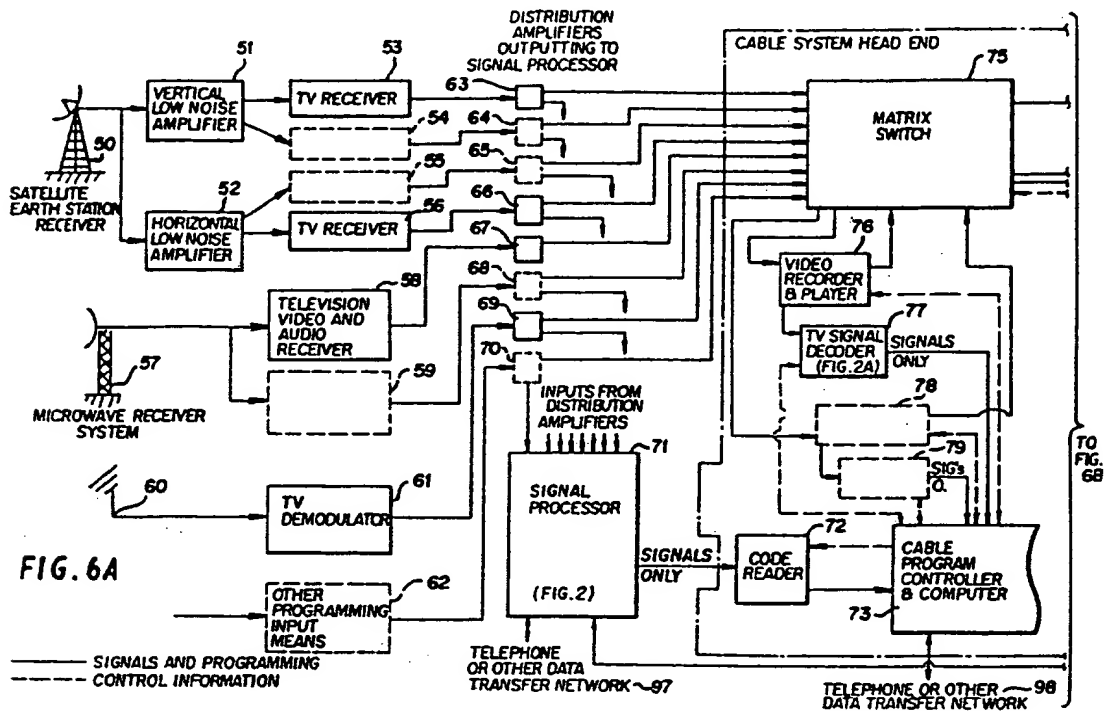 DISTRIBUTION
AMPLIFIERS
OUTPUTTING TO
SIGNAL PROCESSOR
CABLE SYSTEM HEAD END
51
VERTICAL
LOW NOISE
AMPLIFIER
53
TV RECEIVER
63
75
MATRIX
SWITCH
54
64
50
SATELLITE
EARTH STATION
RECEIVER
55
65
52
HORIZONTAL
LOW NOISE
AMPLIFIER
56
TV RECEIVER
66
67
58
TELEVISION
VIDEO AND
AUDIO
RECEIVER
68
69
70
76
VIDEO
RECORDER
& PLAYER
77
TV SIGNAL
DECODER
(FIG.2A)
SIGNALS
ONLY
57
MICROWAVE RECEIVER
SYSTEM
59
INPUTS FROM
DISTRIBUTION
AMPLIFIERS
78
79
SIG's
O.
TO
FIG.
6B
60
61
TV
DEMODULATOR
71
SIGNAL
PROCESSOR
(FIG.2)
SIGNALS
ONLY
72
CODE
READER
CABLE
PROGRAM
CONTROLLER
& COMPUTER
73
FIG. 6A
62
OTHER
PROGRAMMING
INPUT
MEANS
SIGNALS AND PROGRAMMING
CONTROL INFORMATION
TELEPHONE
OR OTHER DATA
TRANSFER NETWORK 97
TELEPHONE OR OTHER 98
DATA TRANSFER NETWORK